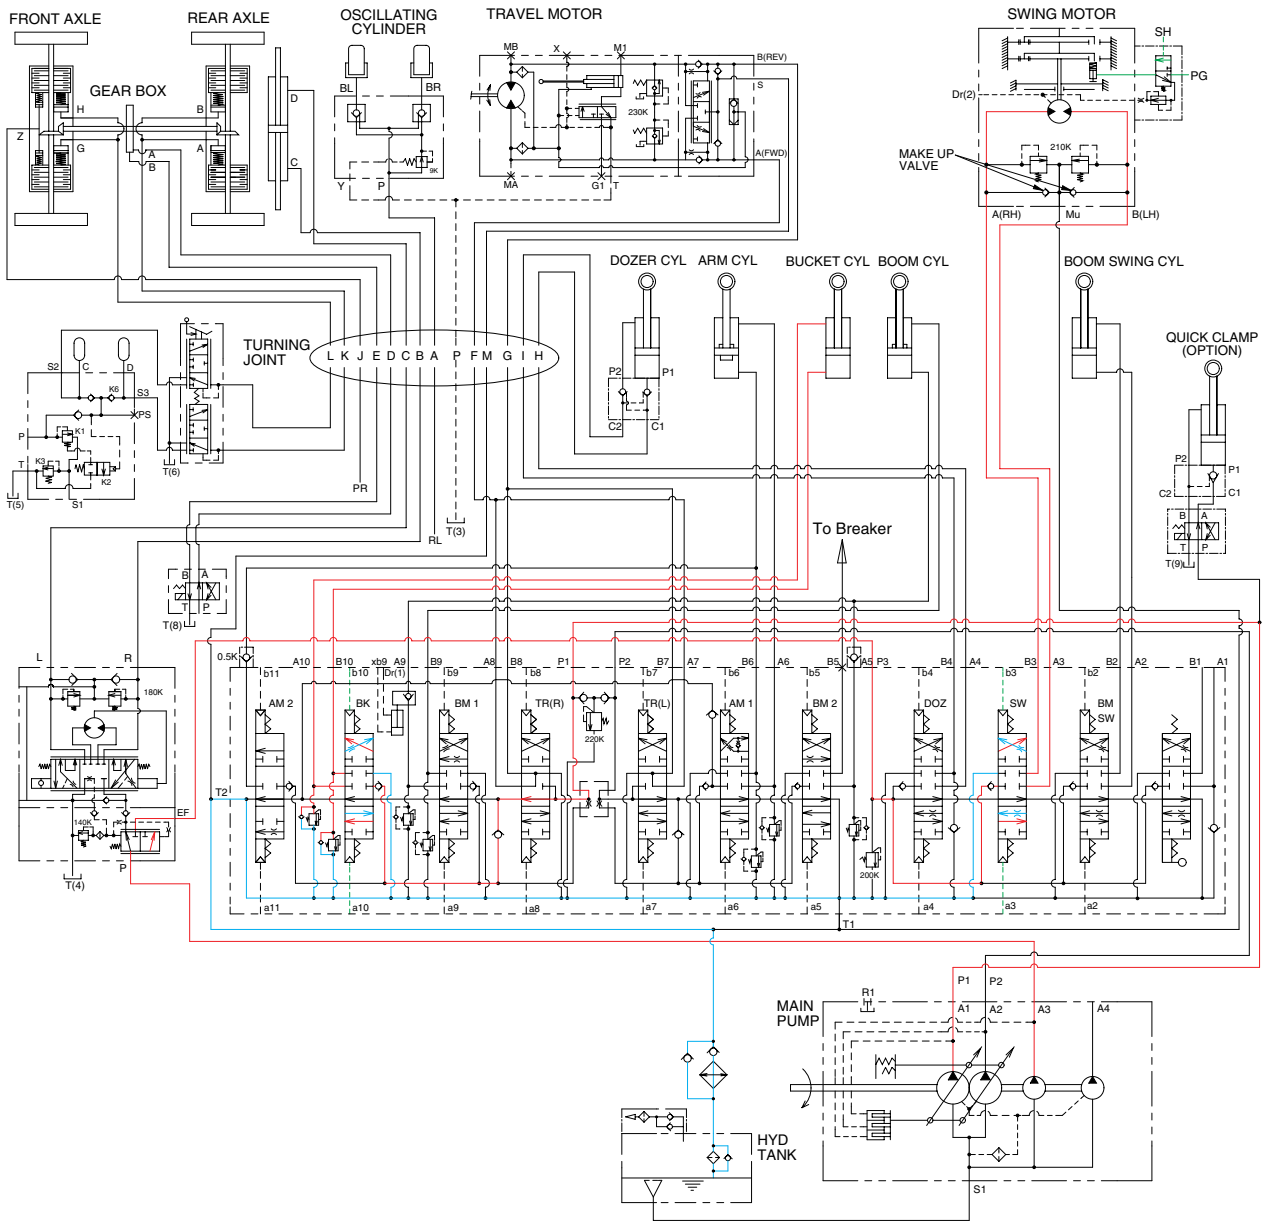 FRONT AXLE
REAR AXLE
OSCILLATING
CYLINDER
TRAVEL MOTOR
SWING MOTOR
GEAR BOX
H
Z
G
B
A
A
B
D
C
BL
BR
9K
Y
P
MB
X
M1
B(REV)
S
230K
A(FWD)
MA
G1
T
SH
PG
Dr(2)
MAKE UP
VALVE
210K
A(RH)
Mu
B(LH)
DOZER CYL
ARM CYL
BUCKET CYL
BOOM CYL
BOOM SWING CYL
QUICK CLAMP
(OPTION)
TURNING
JOINT
L K J E D C B A P F M G I H
S2
C
D
K6
S3
PS
P
K1
T
K3
K2
T(5)
S1
T(6)
P2
P1
C2
C1
P2
P1
C2
C1
B
A
T
P
T(9)
PR
RL
T(3)
To Breaker
B
A
T
P
T(8)
L
R
180K
EF
140K
P
T(4)
0.5K
A10
B10
xb9
A9
B9
A8
B8
P1
P2
B7
A7
B6
A6
B5
A5
P3
B4
A4
B3
A3
B2
A2
B1
A1
b11
b10
Dr(1)
b9
b8
b7
b6
b5
b4
b3
b2
AM 2
BK
BM 1
TR(R)
TR(L)
AM 1
BM 2
DOZ
SW
BM
SW
220K
T2
200K
a11
a10
a9
a8
a7
a6
a5
a4
a3
a2
T1
P1
P2
R1
MAIN
PUMP
A1
A2
A3
A4
S1
HYD
TANK